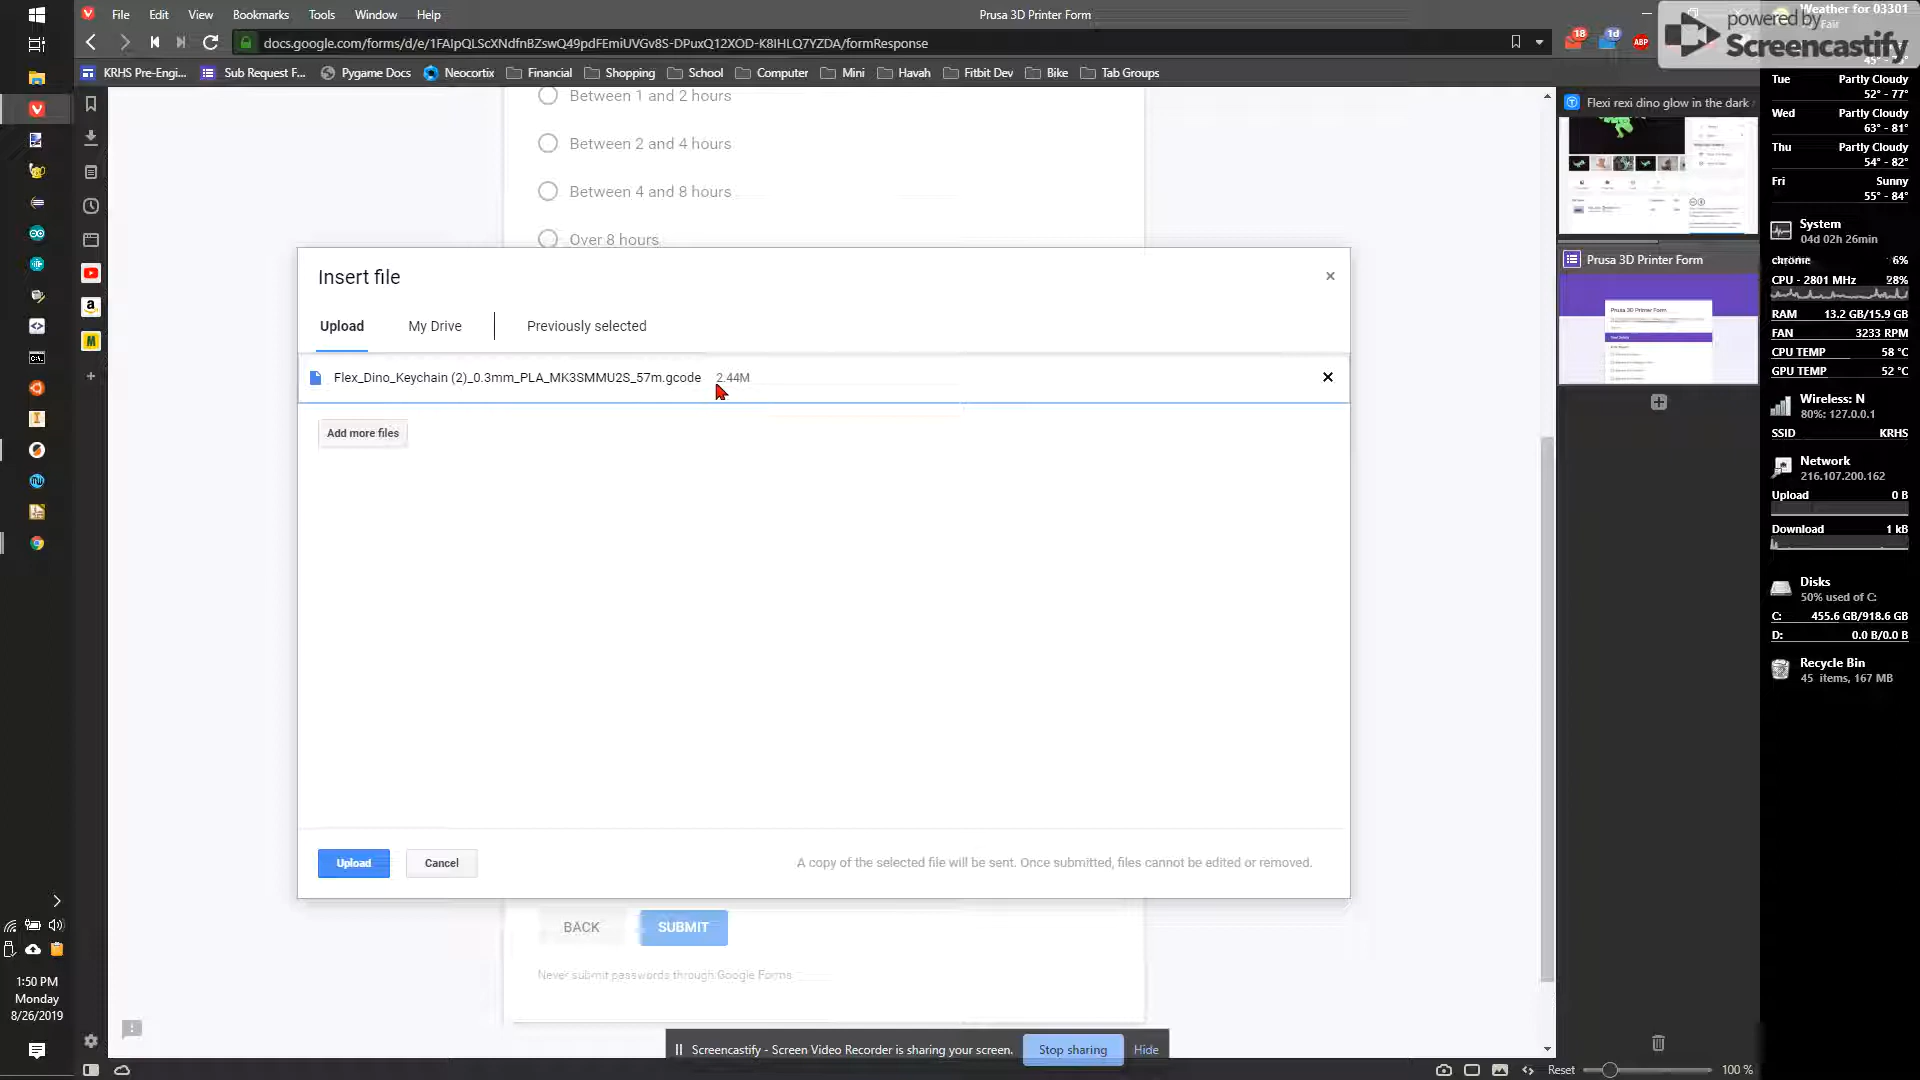 File Edit View Bookmarks Tools Window Help
Prusa 3D Printer Form
docs.google.com/forms/d/e/1FAIpQLScXNdfnBZswQ49pdFEmiUVGv8S-DPuxQ12XOD-K8IHLQ7YZDA/formResponse
18
1d
ABP
powered by
Screencastify
Weather for 03301
Fair
KRHS Pre-Engi... Sub Request F... Pygame Docs Neocortix Financial Shopping School Computer Mini Havah Fitbit Dev Bike Tab Groups
Between 1 and 2 hours
Between 2 and 4 hours
Between 4 and 8 hours
Over 8 hours
Insert file
Upload My Drive Previously selected
Flex_Dino_Keychain (2)_0.3mm_PLA_MK3SMMU2S_57m.gcode 2.44M
Add more files
Upload Cancel
A copy of the selected file will be sent. Once submitted, files cannot be edited or removed.
BACK SUBMIT
Never submit passwords through Google Forms.
Screencastify - Screen Video Recorder is sharing your screen. Stop sharing Hide
Flexi rexi dino glow in the dark
Prusa 3D Printer Form
Prusa 3D Printer Form
Tue Partly Cloudy
52° - 77°
Wed Partly Cloudy
63° - 81°
Thu Partly Cloudy
54° - 82°
Fri Sunny
55° - 84°
System
04d 02h 26min
chrome 6%
CPU - 2801 MHz 28%
RAM 13.2 GB/15.9 GB
FAN 3233 RPM
CPU TEMP 58 °C
GPU TEMP 52 °C
Wireless: N
80%: 127.0.0.1
SSID KRHS
Network
216.107.200.162
Upload 0 B
Download 1 kB
Disks
50% used of C:
C: 455.6 GB/918.6 GB
D: 0.0 B/0.0 B
Recycle Bin
45 items, 167 MB
1:50 PM
Monday
8/26/2019
Reset 100 %